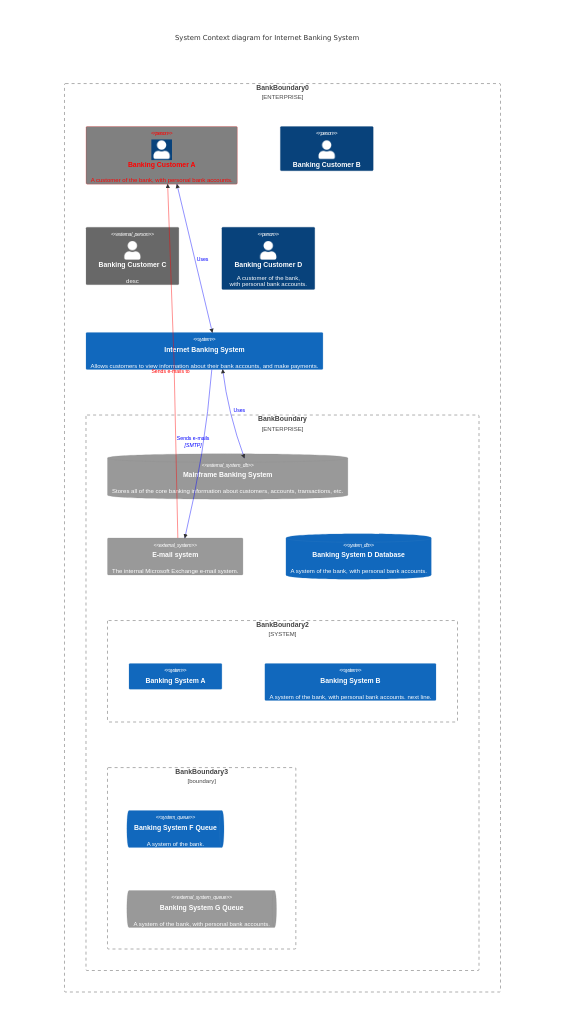 System Context diagram for Internet Banking System
BankBoundary0
[ENTERPRISE]
<<person>>
Banking Customer A
A customer of the bank, with personal bank accounts.
<<person>>
Banking Customer B
<<external_person>>
Banking Customer C
desc
<<person>>
Banking Customer D
A customer of the bank,
with personal bank accounts.
Uses
<<system>>
Internet Banking System
Allows customers to view information about their bank accounts, and make payments.
Sends e-mails to
Uses
BankBoundary
[ENTERPRISE]
Sends e-mails
[SMTP]
<<external_system_db>>
Mainframe Banking System
Stores all of the core banking information about customers, accounts, transactions, etc.
<<external_system>>
E-mail system
The internal Microsoft Exchange e-mail system.
<<system_db>>
Banking System D Database
A system of the bank, with personal bank accounts.
BankBoundary2
[SYSTEM]
<<system>>
Banking System A
<<system>>
Banking System B
A system of the bank, with personal bank accounts. next line.
BankBoundary3
[boundary]
<<system_queue>>
Banking System F Queue
A system of the bank.
<<external_system_queue>>
Banking System G Queue
A system of the bank, with personal bank accounts.